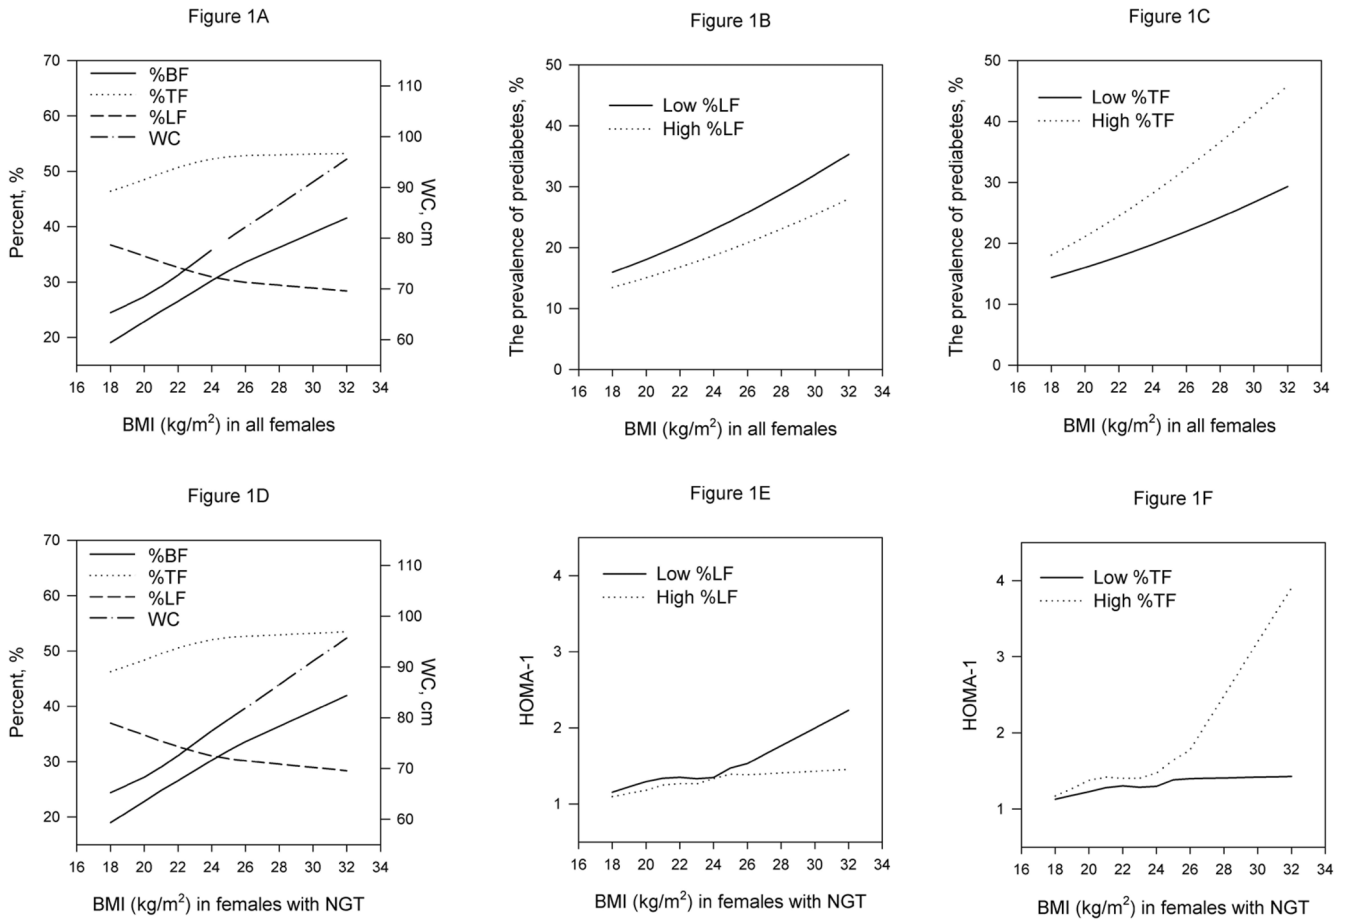 Figure 1A
70
60
50
40
30
20
Percent, %
%BF
%TF
%LF
WC
110
100
90
80
70
60
WC, cm
16 18 20 22 24 26 28 30 32 34
BMI (kg/m2) in all females
Figure 1B
50
40
30
20
10
0
The prevalence of prediabetes, %
Low %LF
High %LF
16 18 20 22 24 26 28 30 32 34
BMI (kg/m2) in all females
Figure 1C
50
40
30
20
10
0
The prevalence of prediabetes, %
Low %TF
High %TF
16 18 20 22 24 26 28 30 32 34
BMI (kg/m2) in all females
Figure 1D
70
60
50
40
30
20
Percent, %
%BF
%TF
%LF
WC
110
100
90
80
70
60
WC, cm
16 18 20 22 24 26 28 30 32 34
BMI (kg/m2) in females with NGT
Figure 1E
4
3
2
1
HOMA-1
Low %LF
High %LF
16 18 20 22 24 26 28 30 32 34
BMI (kg/m2) in females with NGT
Figure 1F
4
3
2
1
HOMA-1
Low %TF
High %TF
16 18 20 22 24 26 28 30 32 34
BMI (kg/m2) in females with NGT